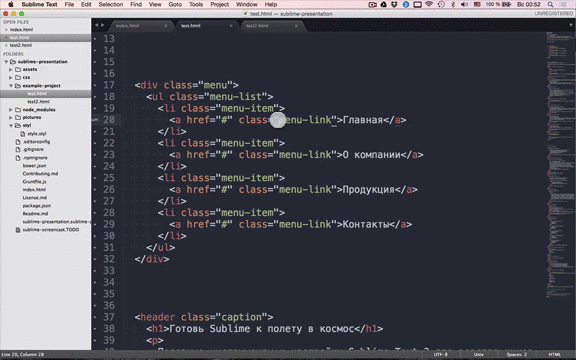 Sublime Text File Edit Selection Find View Goto Tools Project Window Help
100 %
Вс 00:52
test.html — sublime-presentation
UNREGISTERED
OPEN FILES
index.html
test.html
test2.html
FOLDERS
sublime-presentation
assets
css
example-project
test.html
test2.html
node_modules
pictures
styl
style.styl
.editorconfig
.gitignore
.npmignore
bower.json
Contributing.md
Gruntfile.js
index.html
License.md
package.json
Readme.md
sublime-presentation.sublime-
sublime-screencast.TODO
index.html
test.html
test2.html
13
14
15
16
17 <div class="menu">
18 <ul class="menu-list">
19 <li class="menu-item">
20 <a href="#" class="menu-link">Главная</a>
21 </li>
22 <li class="menu-item">
23 <a href="#" class="menu-link">О компании</a>
24 </li>
25 <li class="menu-item">
26 <a href="#" class="menu-link">Продукция</a>
27 </li>
28 <li class="menu-item">
29 <a href="#" class="menu-link">Контакты</a>
30 </li>
31 </ul>
32 </div>
33
34
35
36
37 <header class="caption">
38 <h1>Готовь Sublime к полету в космос</h1>
39 <p>
Line 20, Column 28
UTF-8
Unix
Spaces: 2
HTML